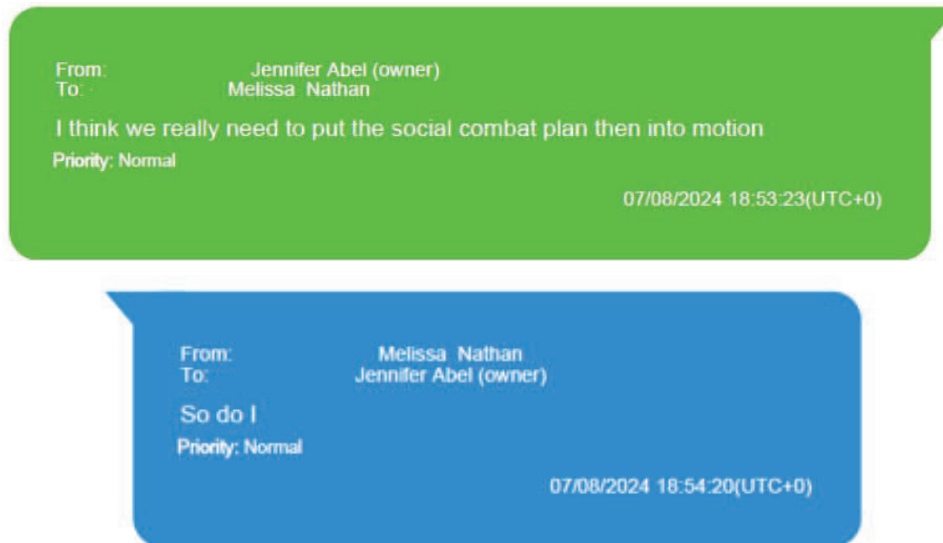 From: Jennifer Abel (owner)
To: Melissa Nathan
I think we really need to put the social combat plan then into motion
Priority: Normal
07/08/2024 18:53:23(UTC+0)
From: Melissa Nathan
To: Jennifer Abel (owner)
So do I
Priority: Normal
07/08/2024 18:54:20(UTC+0)